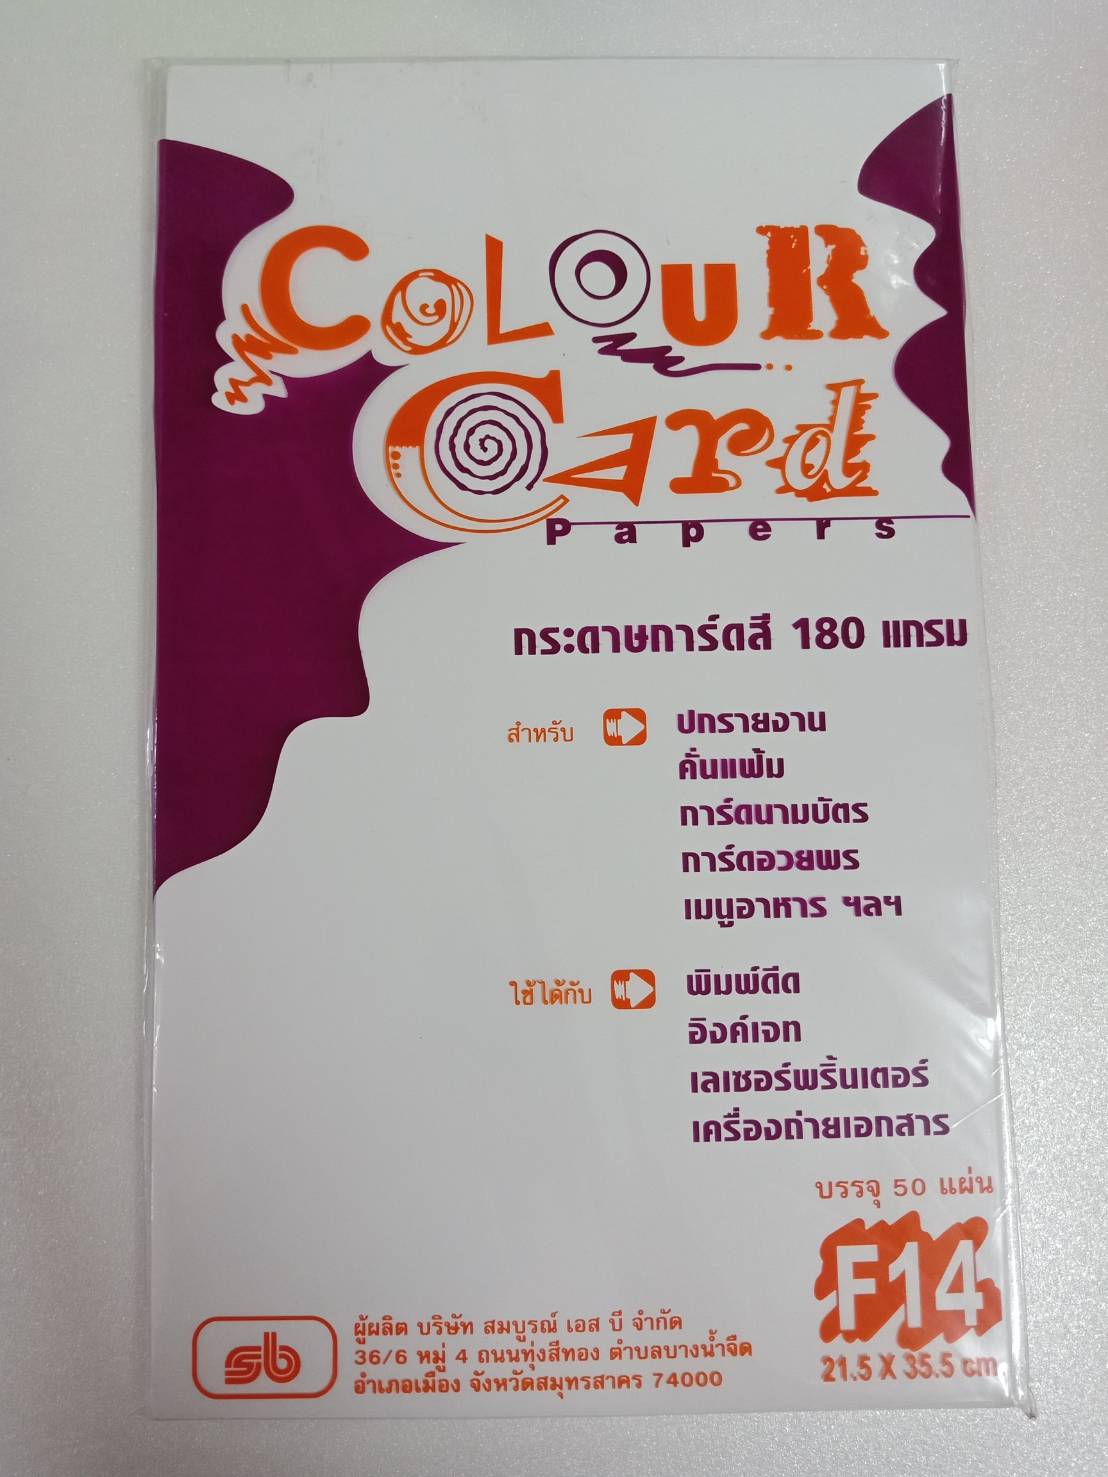 COLOUR
Card
Papers
กระดาษการ์ดสี 180 แกรม
สำหรับ
ปกรายงาน
คั่นแฟ้ม
การ์ดนามบัตร
การ์ดอวยพร
เมนูอาหาร ฯลฯ
ใช้ได้กับ
พิมพ์ดีด
อิงค์เจท
เลเซอร์พริ้นเตอร์
เครื่องถ่ายเอกสาร
บรรจุ 50 แผ่น
F14
21.5 X 35.5 cm
sb
ผู้ผลิต บริษัท สมบูรณ์ เอส บี จำกัด
36/6 หมู่ 4 ถนนทุ่งสีทอง ตำบลบางน้ำจืด
อำเภอเมือง จังหวัดสมุทรสาคร 74000